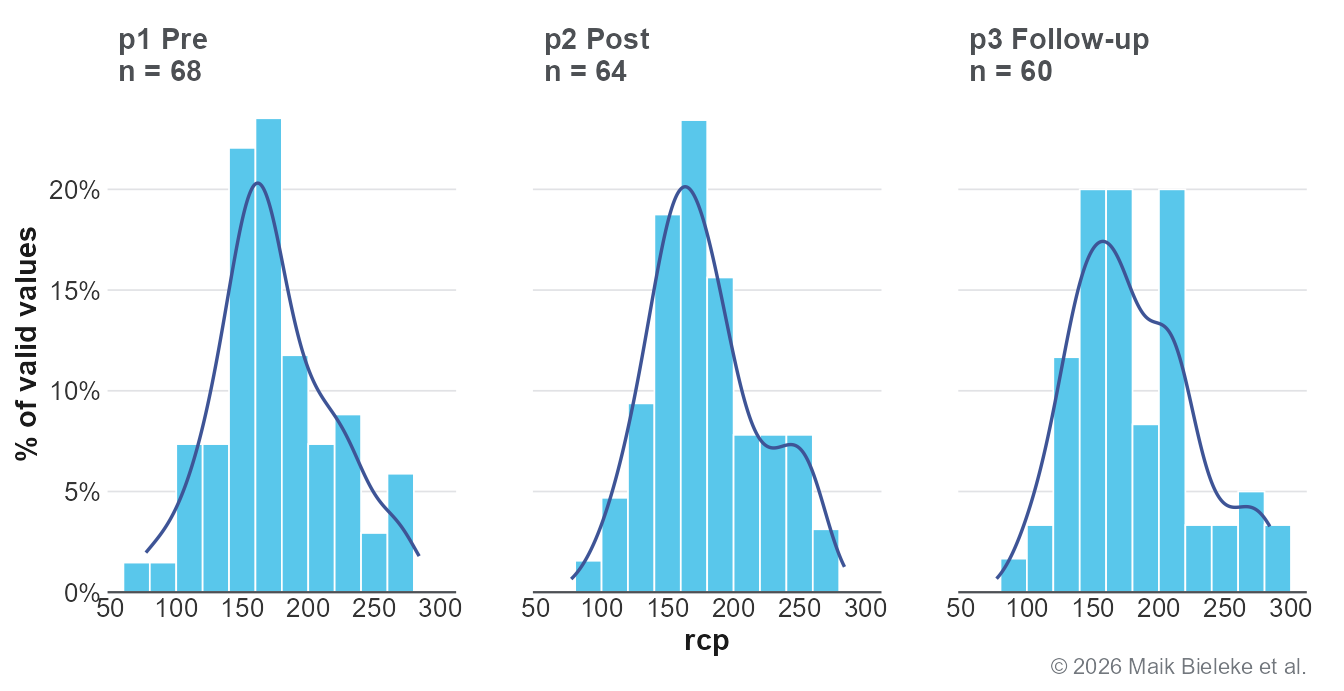 p1 Pre
n = 68
p2 Post
n = 64
p3 Follow-up
n = 60
% of valid values
20%
15%
10%
5%
0%
50 100 150 200 250 300
50 100 150 200 250 300
50 100 150 200 250 300
rcp
© 2026 Maik Bieleke et al.